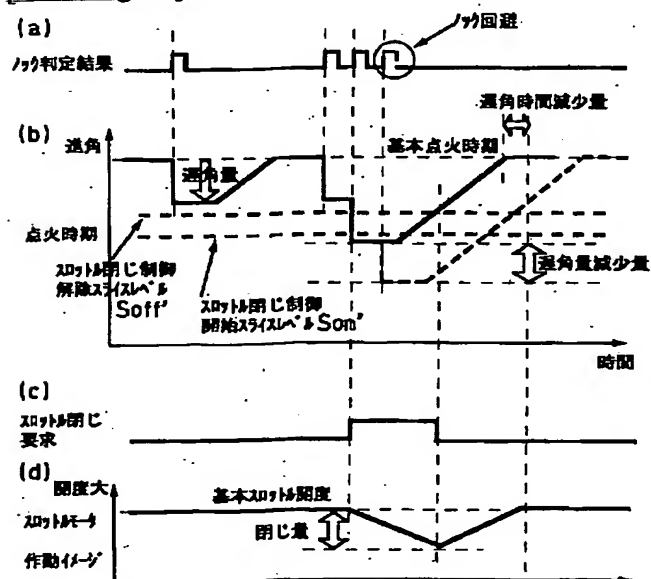 (a)
ノック回避
ノック判定結果
遅角時間減少量
(b)
進角
基本点火時期
遅角量
点火時期
遅角量減少量
スロットル閉じ制御
解除スライスレベル
Soff'
スロットル閉じ制御
開始スライスレベル Son'
時間
(c)
スロットル閉じ
要求
(d)
開度大
基本スロットル開度
スロットルモータ
閉じ量
作動イメージ